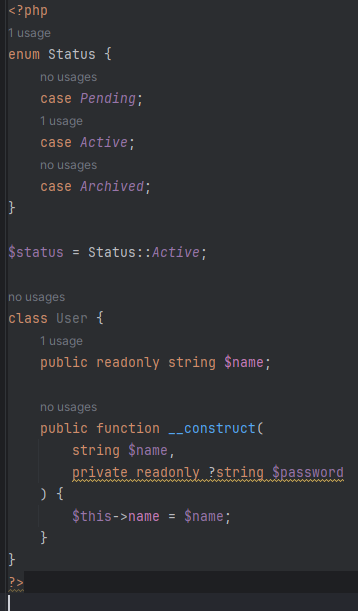 <?php
1 usage
enum Status {
no usages
case Pending;
1 usage
case Active;
no usages
case Archived;
}
$status = Status::Active;
no usages
class User {
1 usage
public readonly string $name;
no usages
public function __construct(
string $name,
private readonly ?string $password
) {
$this->name = $name;
}
}
?>